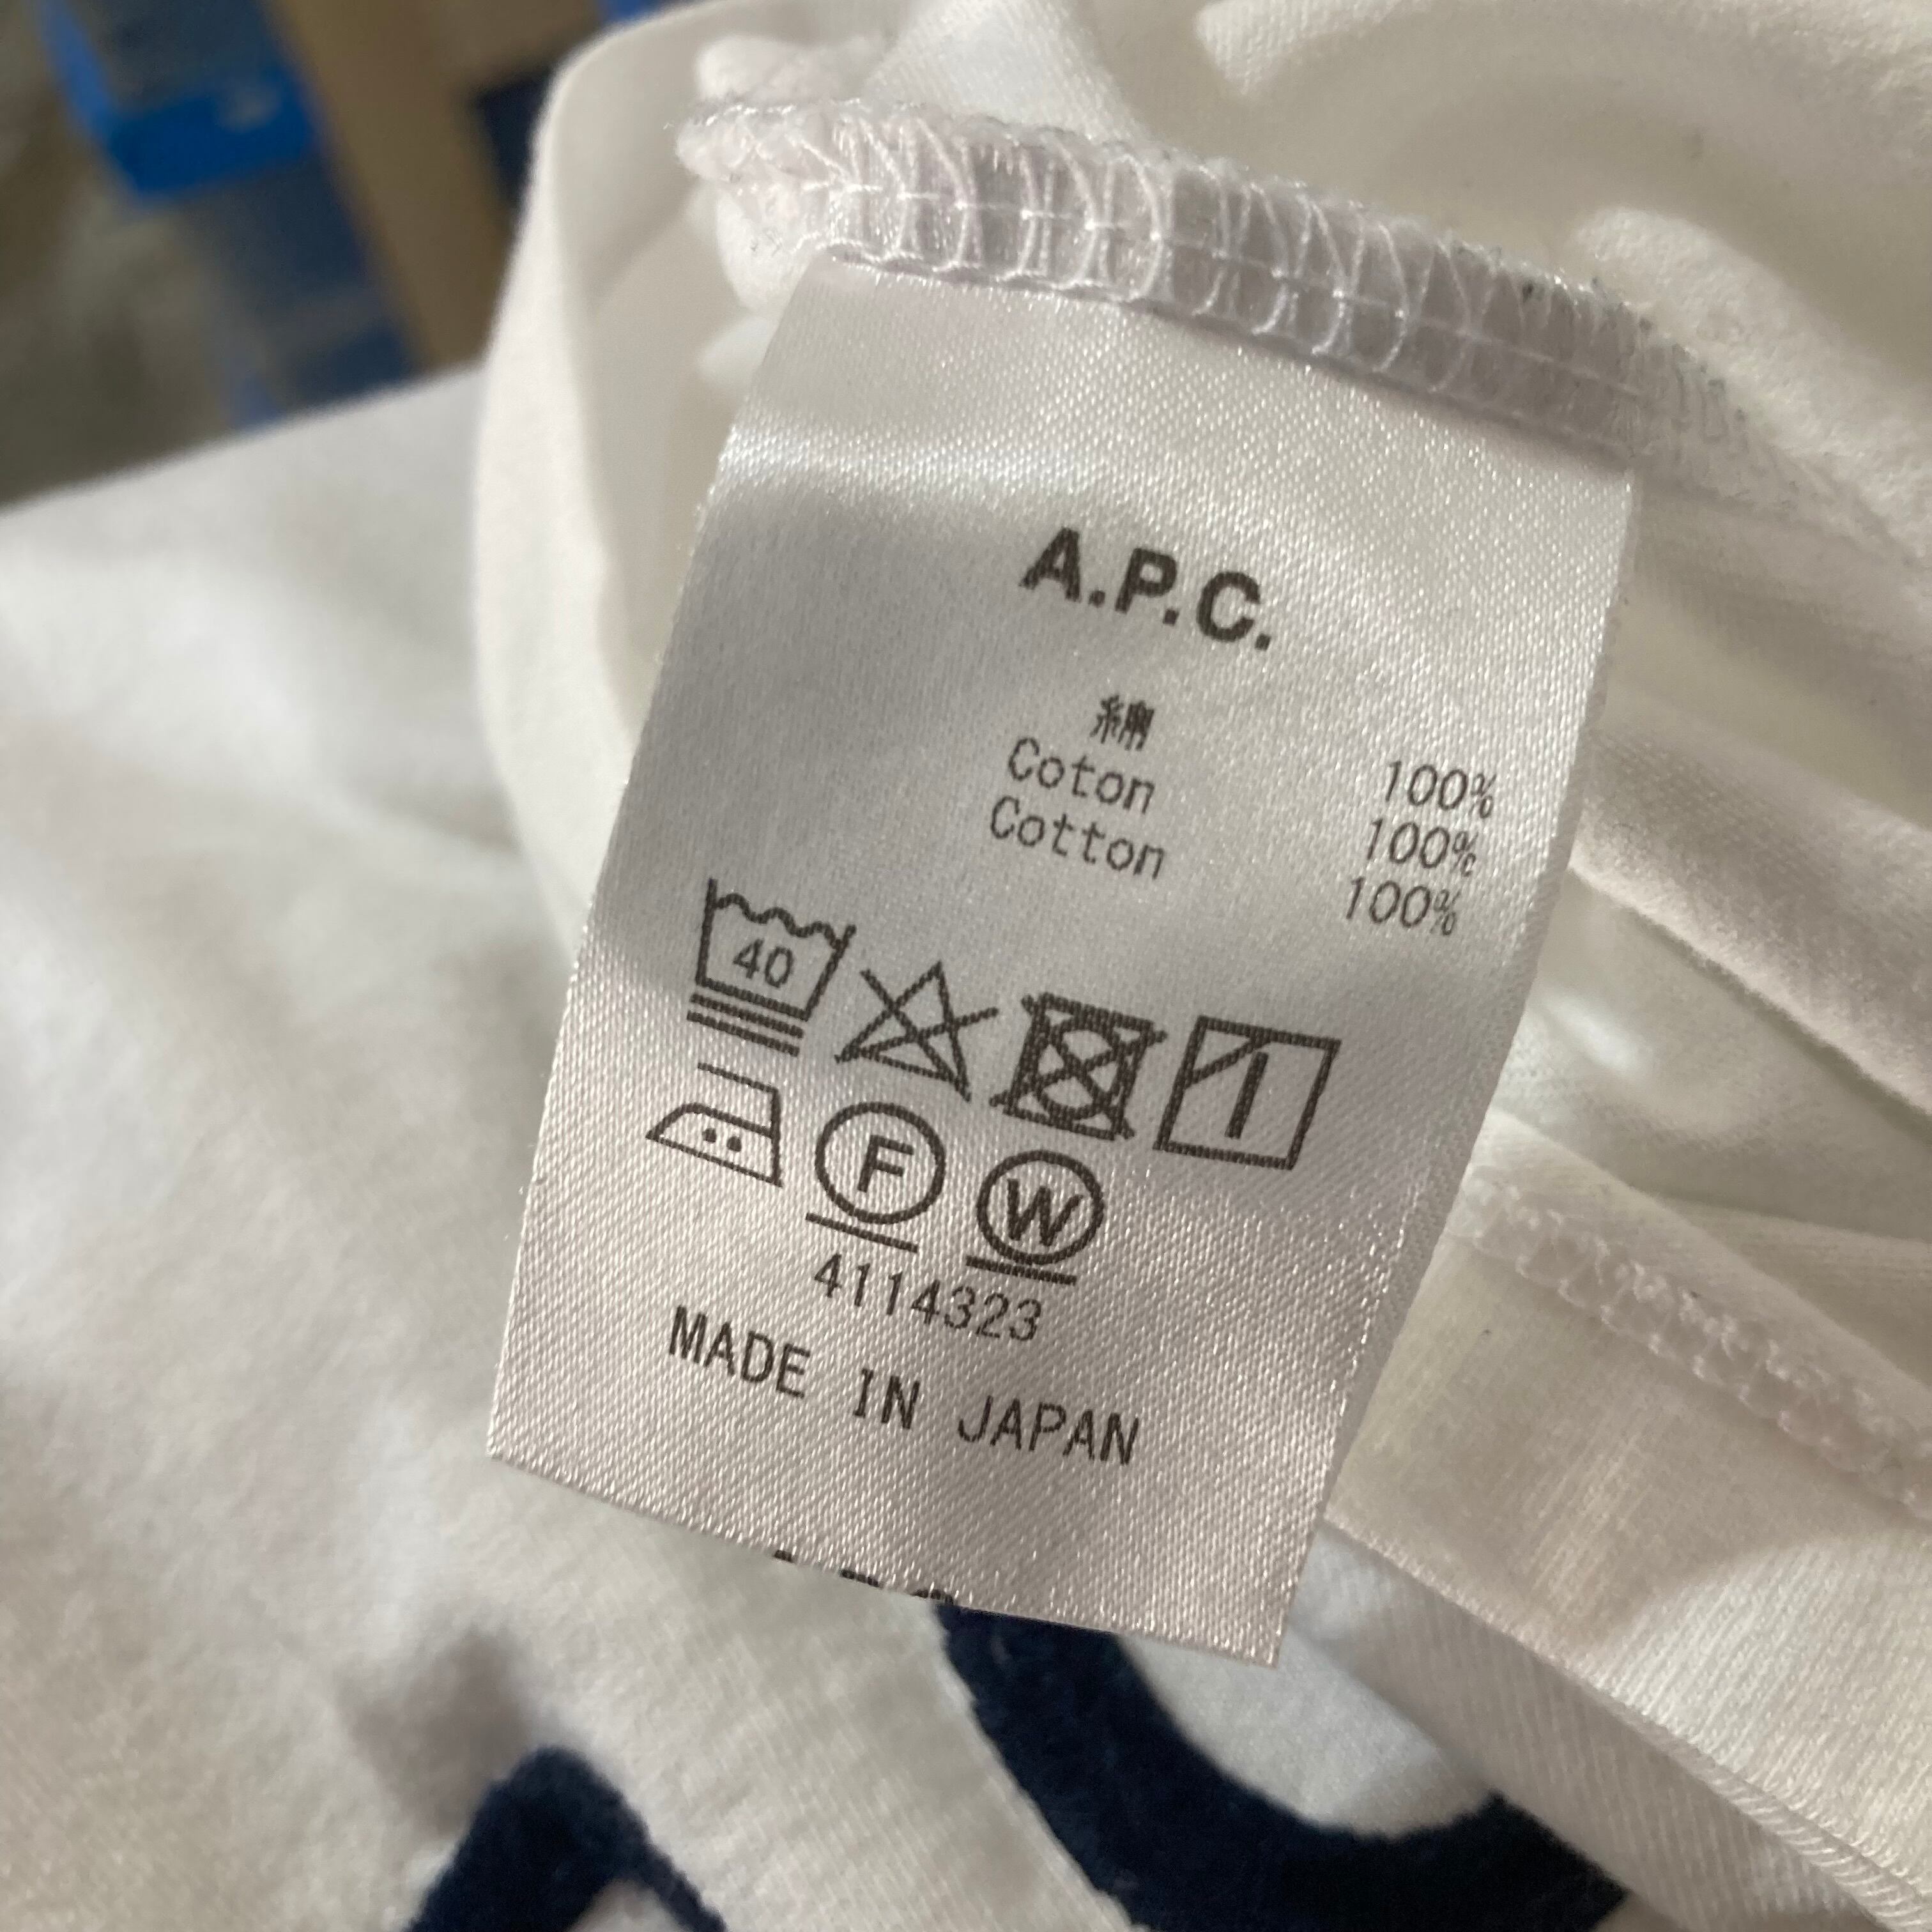 A.P.C.
綿 100%
Coton 100%
Cotton 100%
40
F W
4114323
MADE IN JAPAN